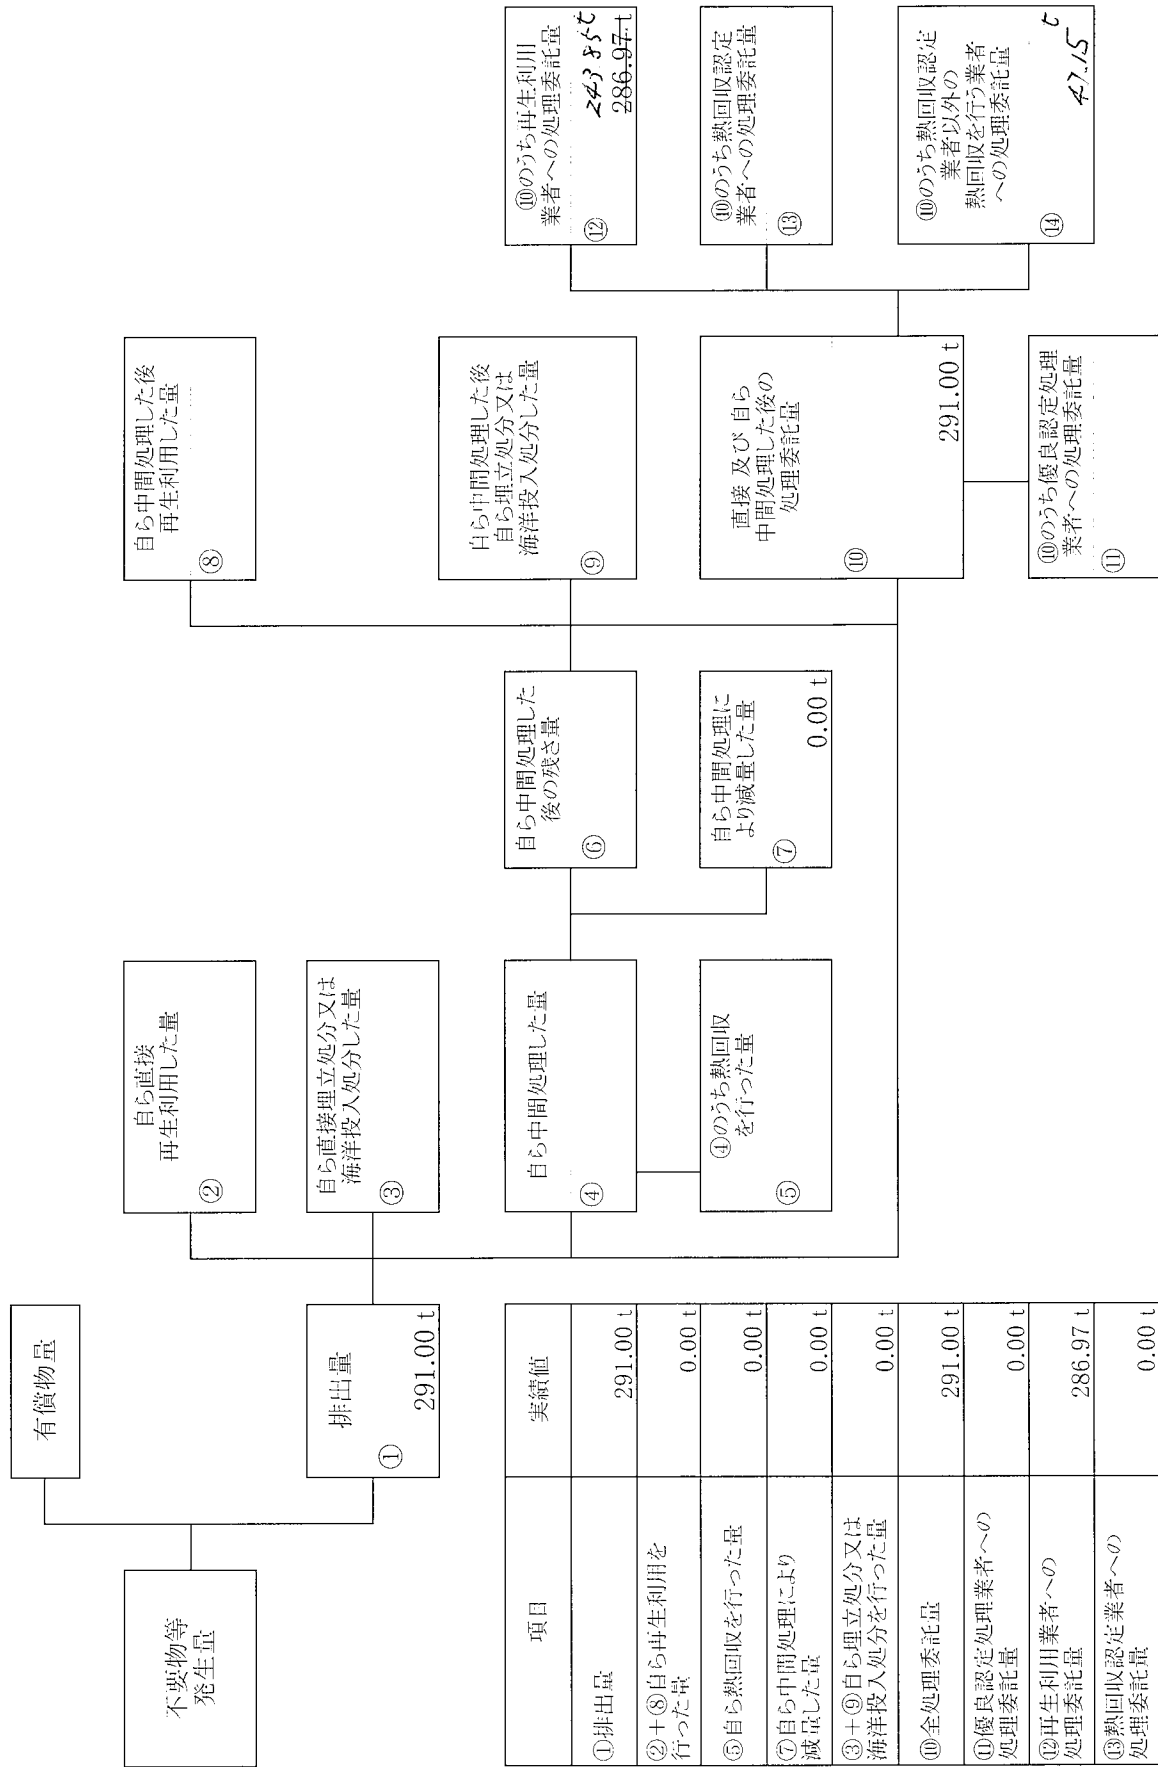 不要物等
発生量
有償物量
排出量
①
291.00 t
自ら直接
再生利用した量
②
自ら直接埋立処分又は
海洋投入処分した量
③
自ら中間処理した量
④
④のうち熱回収
を行った量
⑤
自ら中間処理した
後の残さ量
⑥
自ら中間処理に
より減量した量
⑦
0.00 t
自ら中間処理した後
再生利用した量
⑧
自ら中間処理した後
自ら埋立処分又は
海洋投入処分した量
⑨
直接 及び 自ら
中間処理した後の
処理委託量
⑩
291.00 t
⑩のうち優良認定処理
業者への処理委託量
⑪
⑩のうち再生利用
業者への処理委託量
⑫
243.85t
286.97 t
⑩のうち熱回収認定
業者への処理委託量
⑬
⑩のうち熱回収認定
業者以外の
熱回収を行う業者
への処理委託量
⑭
47.15 t
項目 実績値
①排出量 291.00 t
②+⑧自ら再生利用を
行った量 0.00 t
⑤自ら熱回収を行った量 0.00 t
⑦自ら中間処理により
減量した量 0.00 t
③+⑨自ら埋立処分又は
海洋投入処分を行った量 0.00 t
⑩全処理委託量 291.00 t
⑪優良認定処理業者への
処理委託量 0.00 t
⑫再生利用業者への
処理委託量 286.97 t
⑬熱回収認定業者への
処理委託量 0.00 t